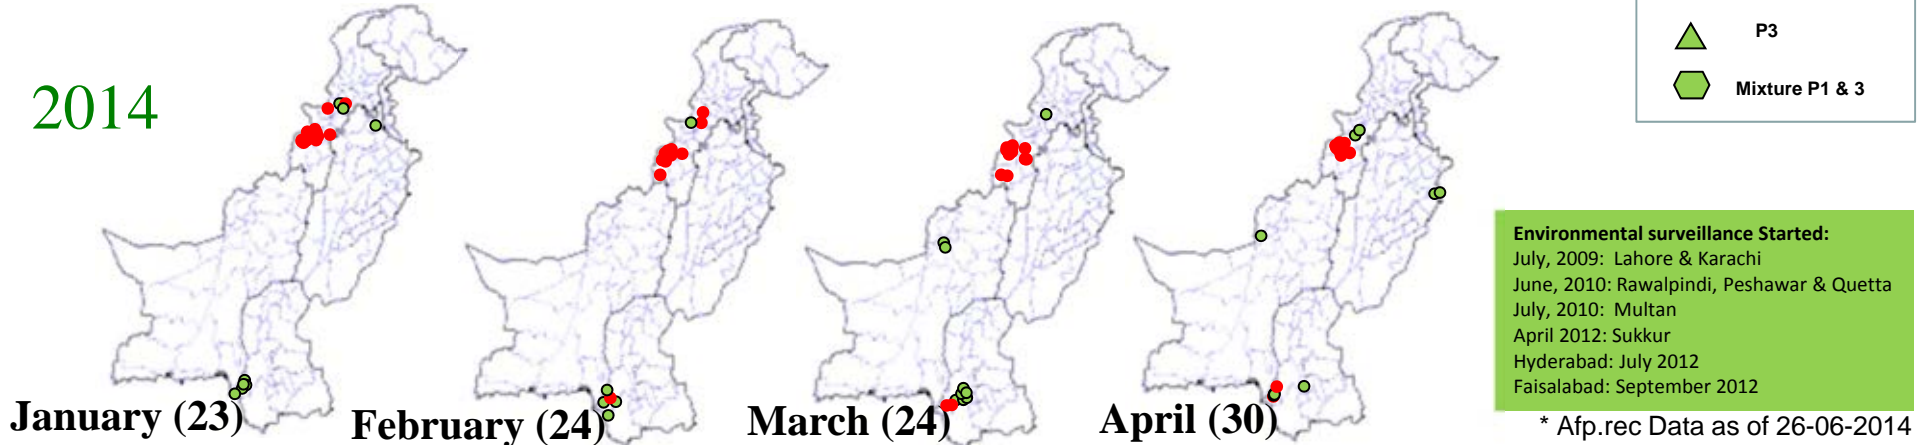 2014
January (23)
February (24)
March (24)
April (30)
P3
Mixture P1 & 3
Environmental surveillance Started:
July, 2009: Lahore & Karachi
June, 2010: Rawalpindi, Peshawar & Quetta
July, 2010: Multan
April 2012: Sukkur
Hyderabad: July 2012
Faisalabad: September 2012
* Afp.rec Data as of 26-06-2014